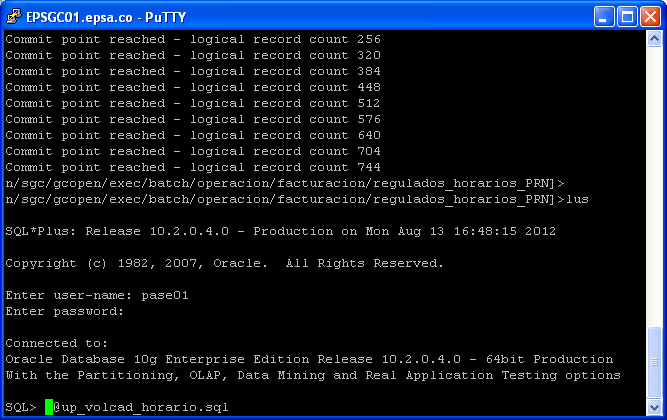 EPSGC01.epsa.co - PuTTY
Commit point reached - logical record count 256
Commit point reached - logical record count 320
Commit point reached - logical record count 384
Commit point reached - logical record count 448
Commit point reached - logical record count 512
Commit point reached - logical record count 576
Commit point reached - logical record count 640
Commit point reached - logical record count 704
Commit point reached - logical record count 744
n/sgc/gcopen/exec/batch/operacion/facturacion/regulados_horarios_PRN]>
n/sgc/gcopen/exec/batch/operacion/facturacion/regulados_horarios_PRN]>lus
SQL*Plus: Release 10.2.0.4.0 - Production on Mon Aug 13 16:48:15 2012
Copyright (c) 1982, 2007, Oracle.  All Rights Reserved.
Enter user-name: pase01
Enter password:
Connected to:
Oracle Database 10g Enterprise Edition Release 10.2.0.4.0 - 64bit Production
With the Partitioning, OLAP, Data Mining and Real Application Testing options
SQL> @up_volcad_horario.sql